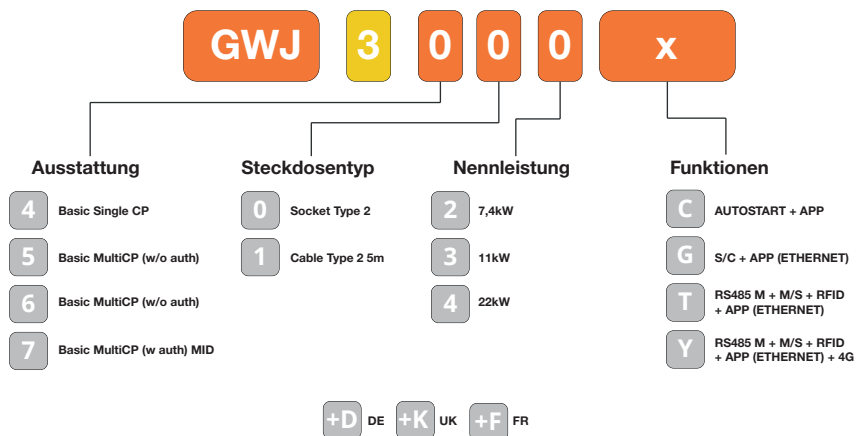 GWJ 3 0 0 0 x
Ausstattung
4 Basic Single CP
5 Basic MultiCP (w/o auth)
6 Basic MultiCP (w/o auth)
7 Basic MultiCP (w auth) MID
Steckdosentyp
0 Socket Type 2
1 Cable Type 2 5m
Nennleistung
2 7,4kW
3 11kW
4 22kW
Funktionen
C AUTOSTART + APP
G S/C + APP (ETHERNET)
T RS485 M + M/S + RFID
+ APP (ETHERNET)
Y RS485 M + M/S + RFID
+ APP (ETHERNET) + 4G
+D DE +K UK +F FR